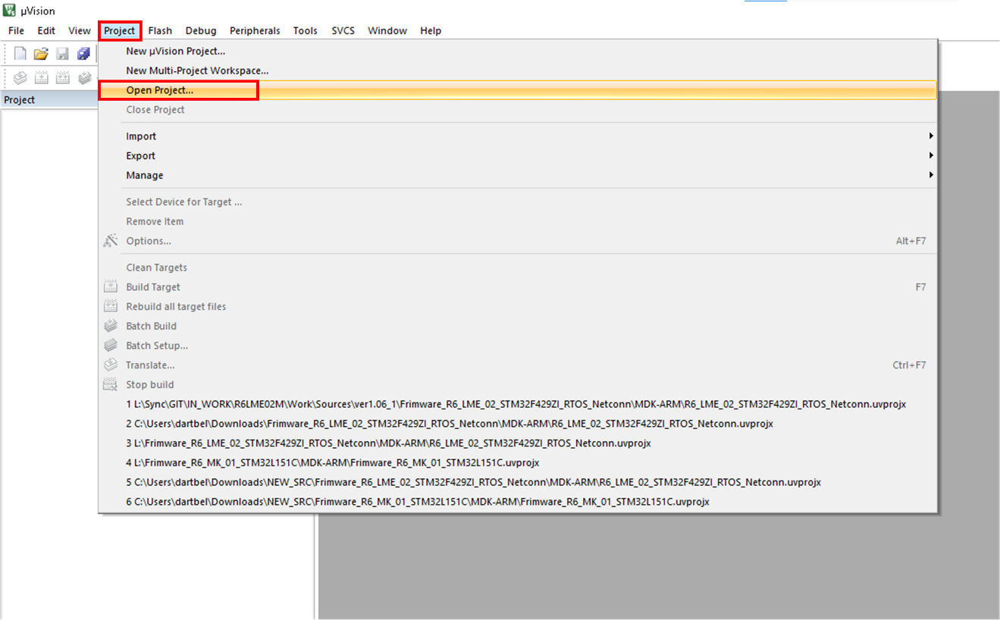 µVision
File Edit View Project Flash Debug Peripherals Tools SVCS Window Help
New µVision Project...
New Multi-Project Workspace...
Open Project...
Project
Close Project
Import
Export
Manage
Select Device for Target ...
Remove Item
Options... Alt+F7
Clean Targets
Build Target F7
Rebuild all target files
Batch Build
Batch Setup...
Translate... Ctrl+F7
Stop build
1 L:\Sync\GIT\IN_WORK\R6LME02M\Work\Sources\ver1.06_1\Frimware_R6_LME_02_STM32F429ZI_RTOS_Netconn\MDK-ARM\R6_LME_02_STM32F429ZI_RTOS_Netconn.uvprojx
2 C:\Users\dartbel\Downloads\Frimware_R6_LME_02_STM32F429ZI_RTOS_Netconn\MDK-ARM\R6_LME_02_STM32F429ZI_RTOS_Netconn.uvprojx
3 L:\Frimware_R6_LME_02_STM32F429ZI_RTOS_Netconn\MDK-ARM\R6_LME_02_STM32F429ZI_RTOS_Netconn.uvprojx
4 L:\Frimware_R6_MK_01_STM32L151C\MDK-ARM\Frimware_R6_MK_01_STM32L151C.uvprojx
5 C:\Users\dartbel\Downloads\NEW_SRC\Frimware_R6_LME_02_STM32F429ZI_RTOS_Netconn\MDK-ARM\R6_LME_02_STM32F429ZI_RTOS_Netconn.uvprojx
6 C:\Users\dartbel\Downloads\NEW_SRC\Frimware_R6_MK_01_STM32L151C\MDK-ARM\Frimware_R6_MK_01_STM32L151C.uvprojx